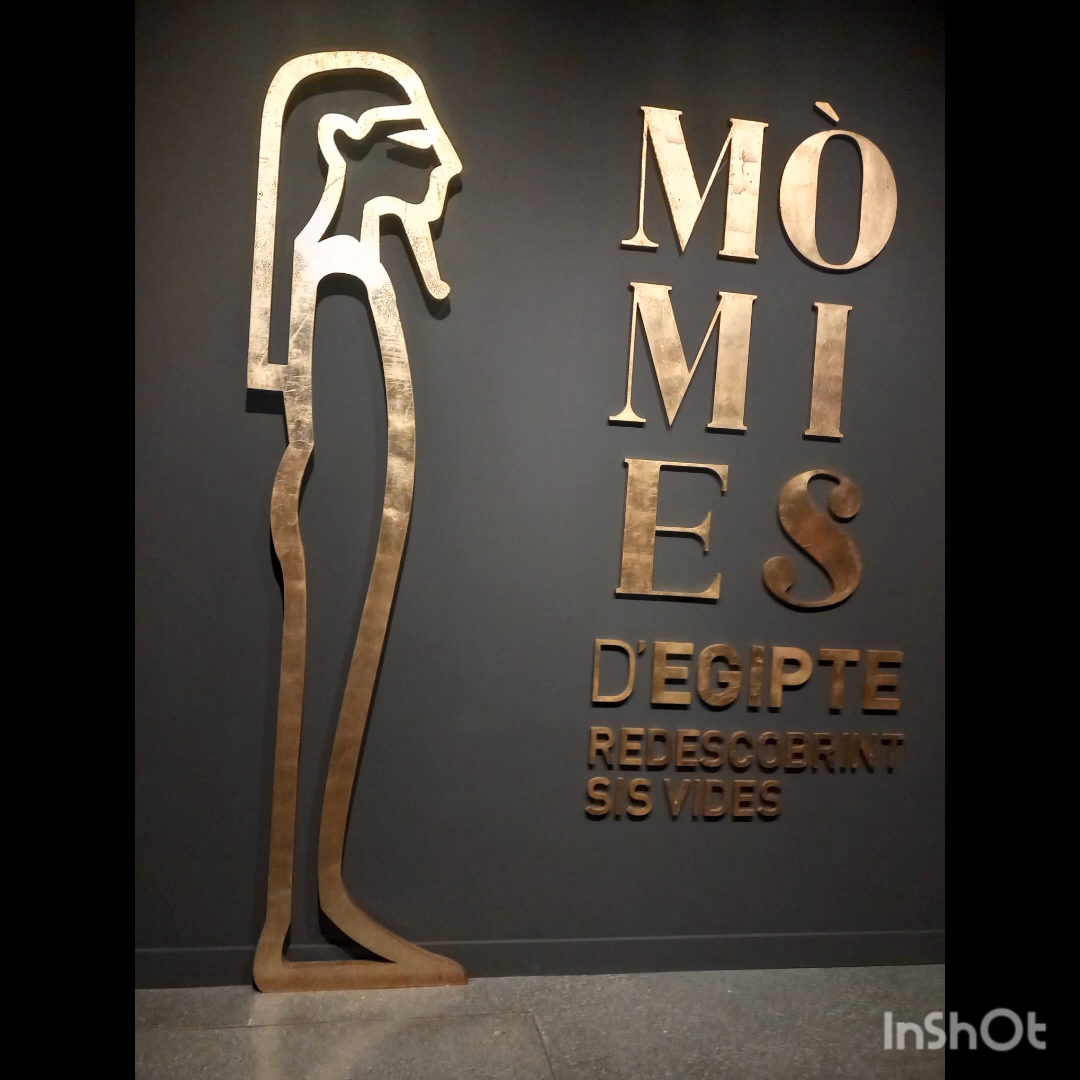 MÒ
MI
ES
D'EGIPTE
REDESCOBRINT
SIS VIDES
InShOt